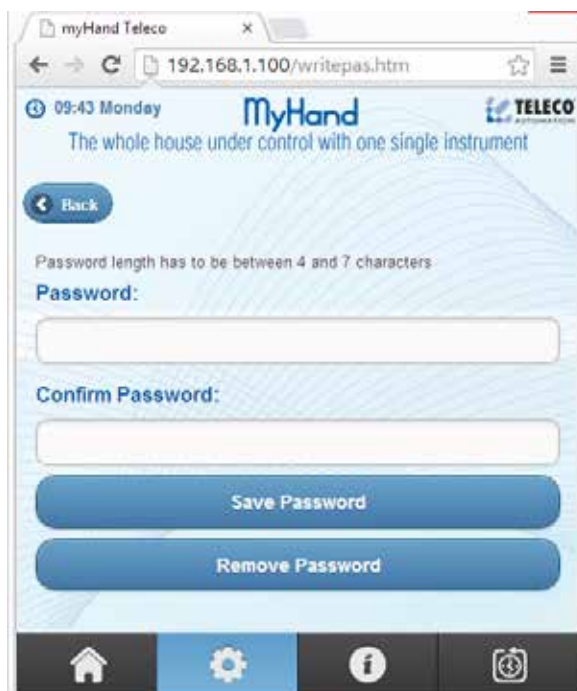 myHand Teleco
192.168.1.100/writepas.htm
09:43 Monday
MyHand
TELECO
AUTOMATION
The whole house under control with one single instrument
Back
Password length has to be between 4 and 7 characters
Password:
Confirm Password:
Save Password
Remove Password